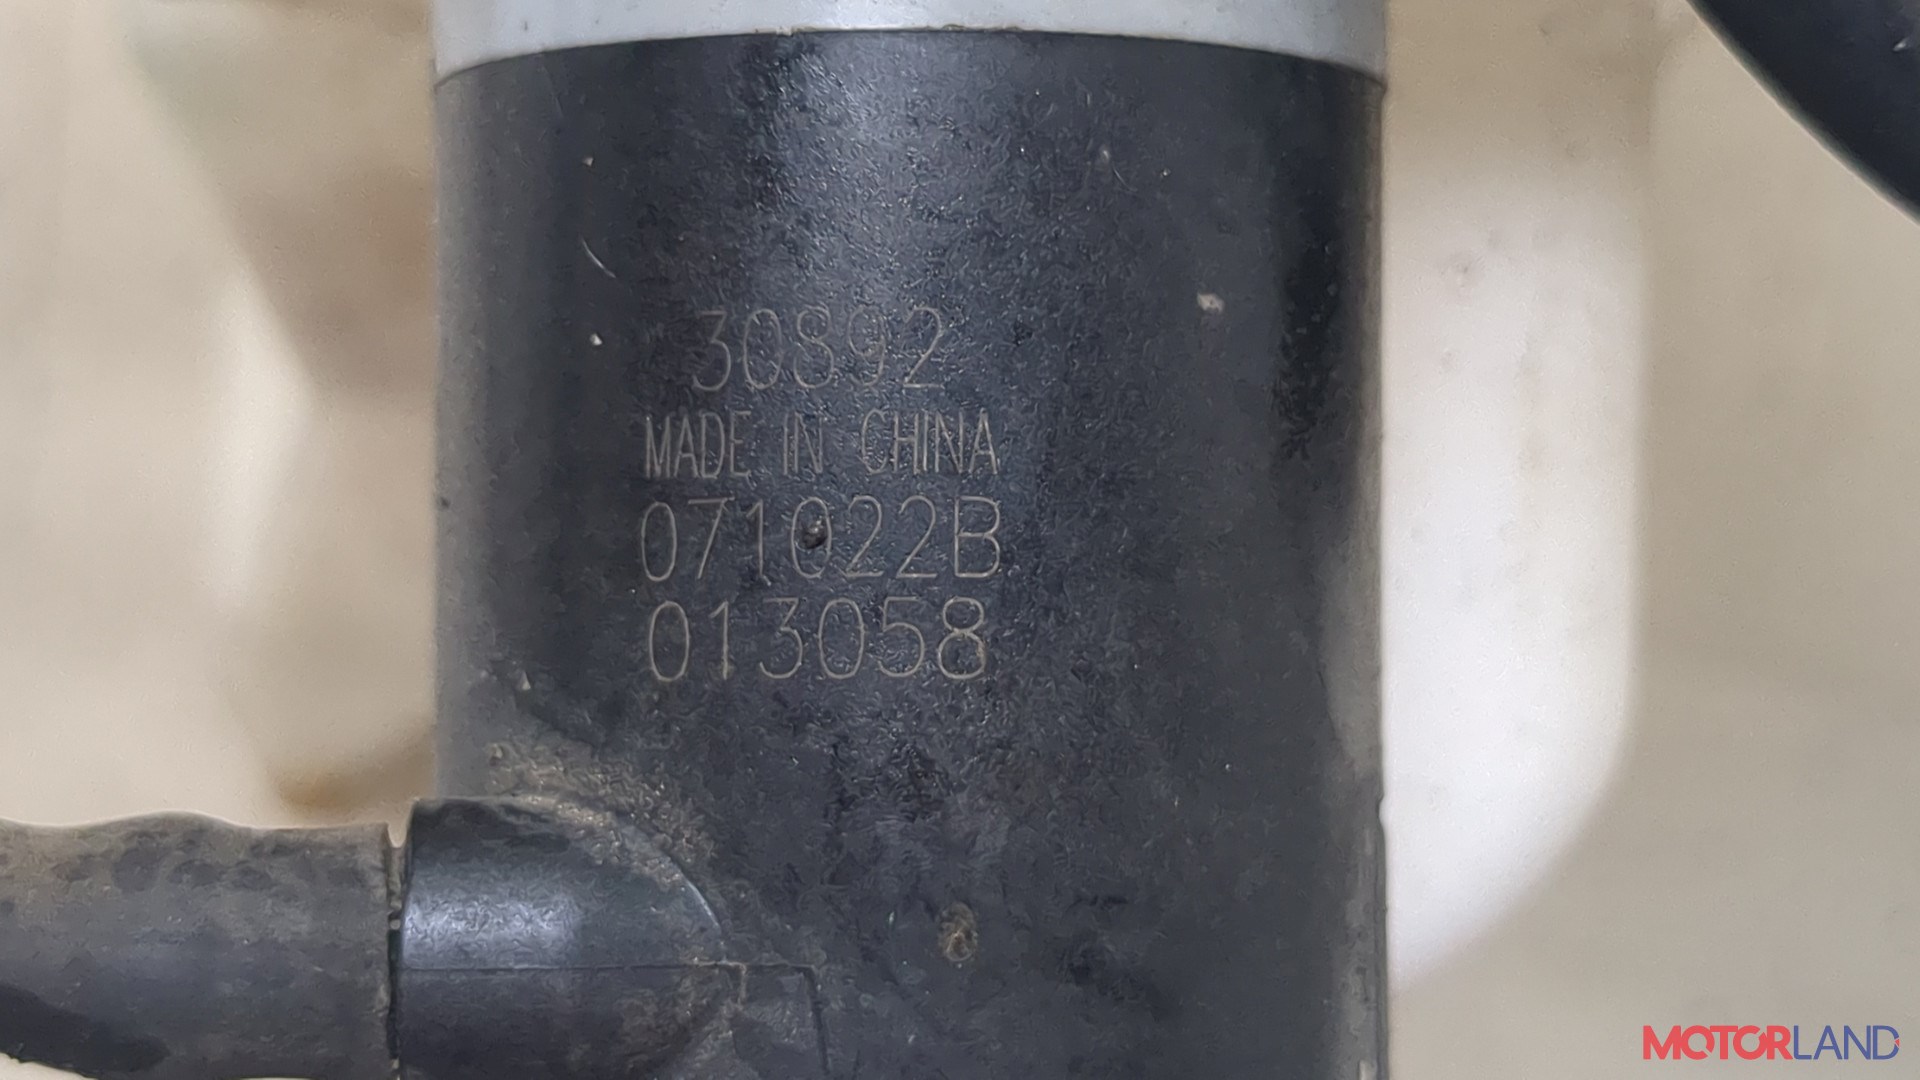 30892
MADE IN CHINA
071022B
013058
MOTORLAND